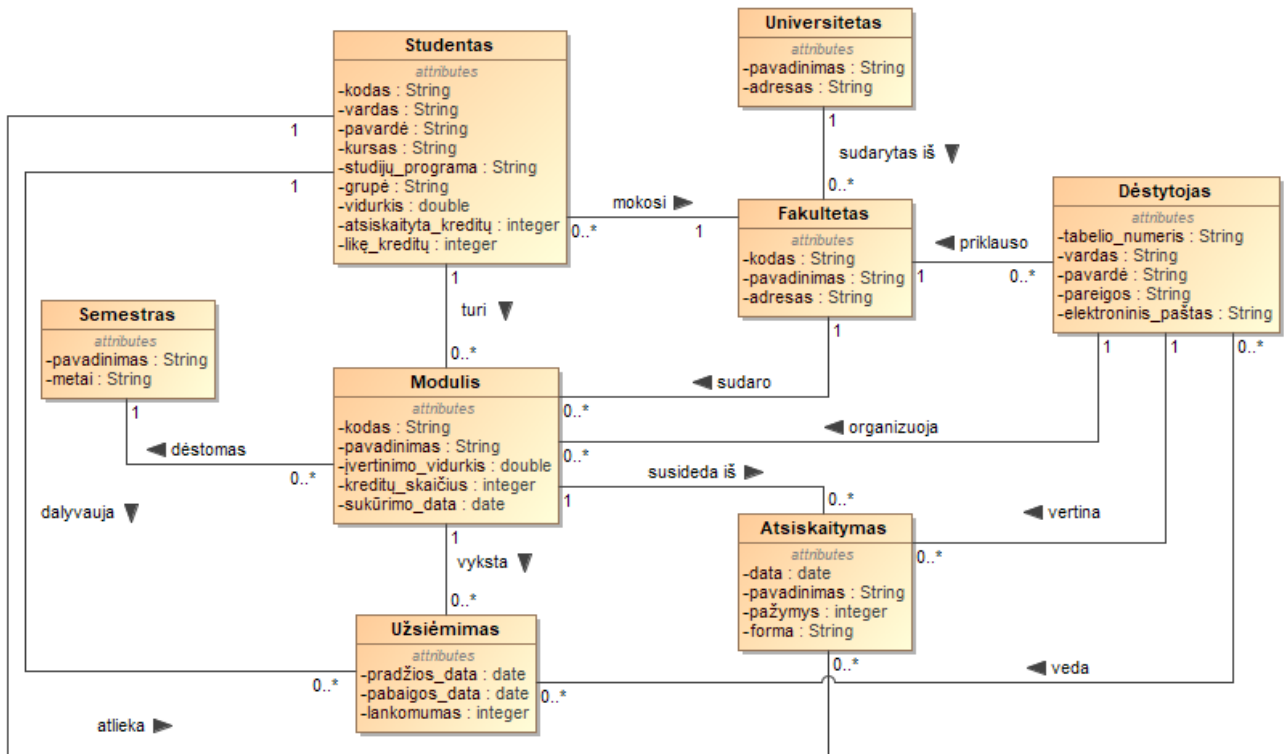 Studentas
attributes
-kodas : String
-vardas : String
-pavardė : String
-kursas : String
-studijų_programa : String
-grupė : String
-vidurkis : double
-atsiskaityta_kreditų : integer
-likę_kreditų : integer
Universitetas
attributes
-pavadinimas : String
-adresas : String
1
sudarytas iš
0..*
1
1
mokosi
0..*
1
Fakultetas
attributes
-kodas : String
-pavadinimas : String
-adresas : String
priklauso
1
0..*
Dėstytojas
attributes
-tabelio_numeris : String
-vardas : String
-pavardė : String
-pareigos : String
-elektroninis_paštas : String
1
turi
0..*
Semestras
attributes
-pavadinimas : String
-metai : String
1
dėstomas
0..*
Modulis
attributes
-kodas : String
-pavadinimas : String
-įvertinimo_vidurkis : double
-kreditų_skaičius : integer
-sukūrimo_data : date
1
sudaro
0..*
1
1
0..*
organizuoja
0..*
susideda iš
1
0..*
Atsiskaitymas
attributes
-data : date
-pavadinimas : String
-pažymys : integer
-forma : String
vertina
0..*
dalyvauja
1
vyksta
0..*
Užsiėmimas
attributes
-pradžios_data : date
-pabaigos_data : date
-lankomumas : integer
0..*
0..*
0..*
veda
atlieka